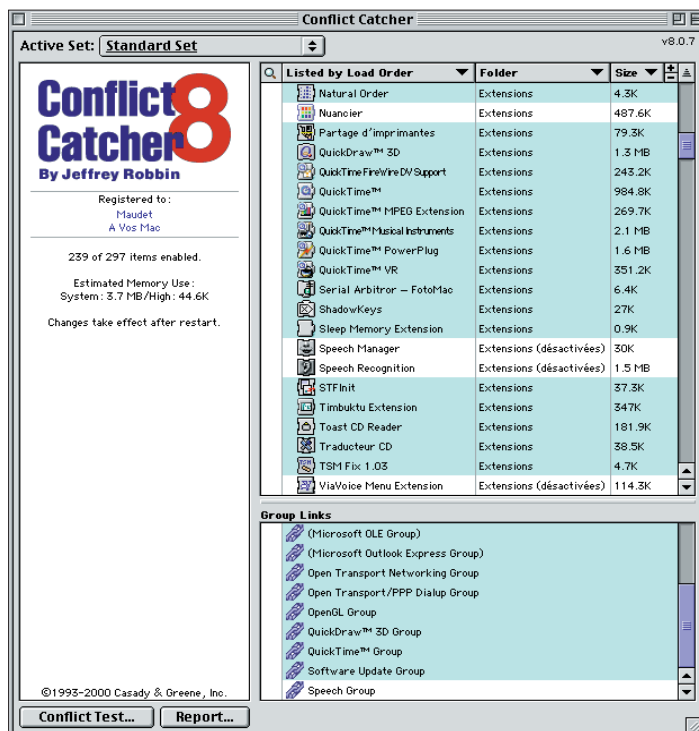 Conflict Catcher
Active Set: Standard Set
v8.0.7
Conflict 8
Catcher
By Jeffrey Robbin
Registered to:
Maudet
A Vos Mac
239 of 297 items enabled.
Estimated Memory Use:
System: 3.7 MB/High: 44.6K
Changes take effect after restart.
©1993-2000 Casady & Greene, Inc.
Conflict Test... Report...
Listed by Load Order Folder Size
Natural Order Extensions 4.3K
Nuancier Extensions 487.6K
Partage d'imprimantes Extensions 79.3K
QuickDraw™ 3D Extensions 1.3 MB
QuickTime FireWire DV Support Extensions 243.2K
QuickTime™ Extensions 984.8K
QuickTime™ MPEG Extension Extensions 269.7K
QuickTime™ Musical Instruments Extensions 2.1 MB
QuickTime™ PowerPlug Extensions 1.6 MB
QuickTime™ VR Extensions 351.2K
Serial Arbitror – FotoMac Extensions 6.4K
ShadowKeys Extensions 27K
Sleep Memory Extension Extensions 0.9K
Speech Manager Extensions (désactivées) 30K
Speech Recognition Extensions (désactivées) 1.5 MB
STFInit Extensions 37.3K
Timbuktu Extension Extensions 347K
Toast CD Reader Extensions 181.9K
Traducteur CD Extensions 38.5K
TSM Fix 1.03 Extensions 4.7K
ViaVoice Menu Extension Extensions (désactivées) 114.3K
Group Links
(Microsoft OLE Group)
(Microsoft Outlook Express Group)
Open Transport Networking Group
Open Transport/PPP Dialup Group
OpenGL Group
QuickDraw™ 3D Group
QuickTime™ Group
Software Update Group
Speech Group